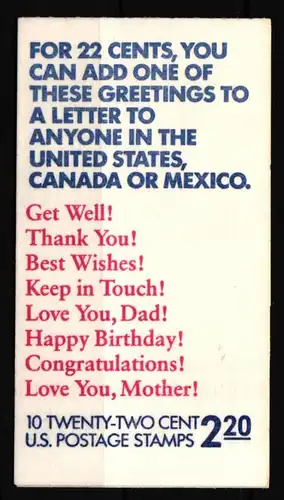 FOR 22 CENTS, YOU
CAN ADD ONE OF
THESE GREETINGS TO
A LETTER TO
ANYONE IN THE
UNITED STATES,
CANADA OR MEXICO.
Get Well!
Thank You!
Best Wishes!
Keep in Touch!
Love You, Dad!
Happy Birthday!
Congratulations!
Love You, Mother!
10 TWENTY-TWO CENT
U.S. POSTAGE STAMPS 2 20